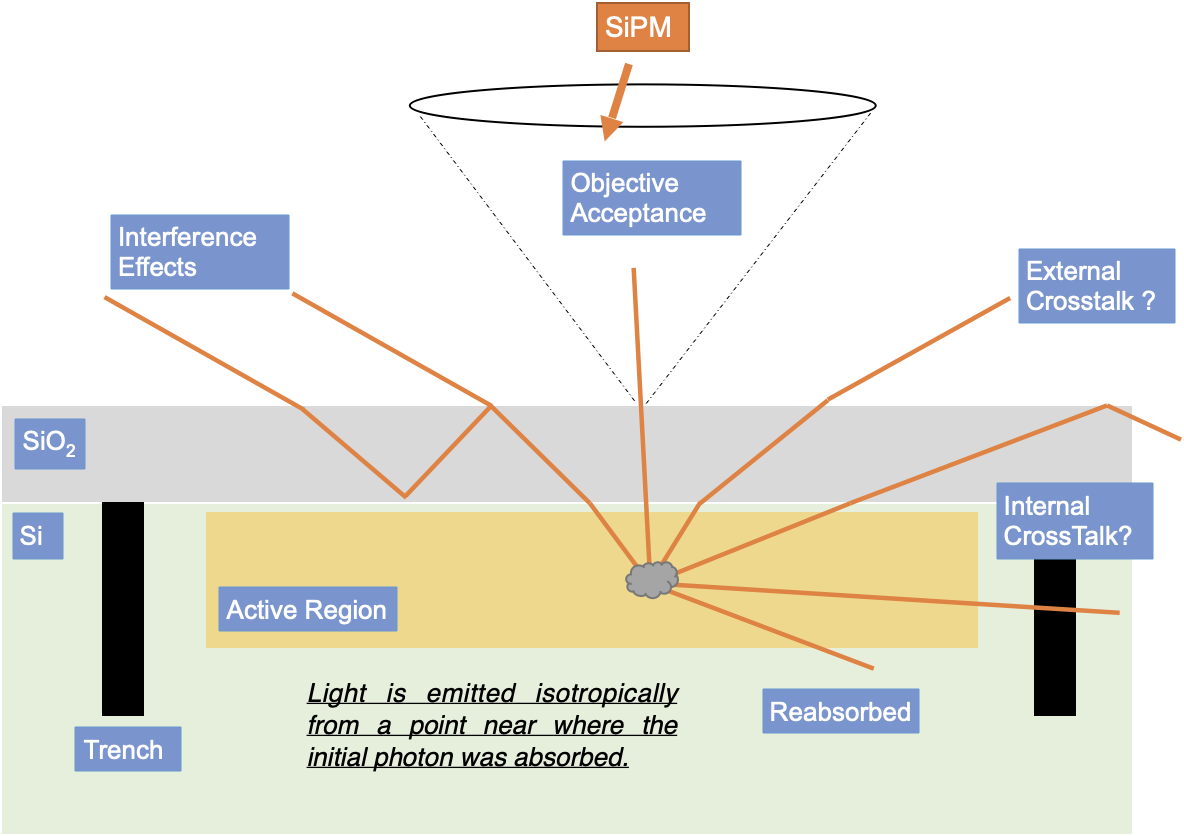 SiPM
Objective
Acceptance
Interference
Effects
External
Crosstalk ?
SiO₂
Internal
CrossTalk?
Si
Active Region
Light is emitted isotropically
from a point near where the
initial photon was absorbed.
Reabsorbed
Trench